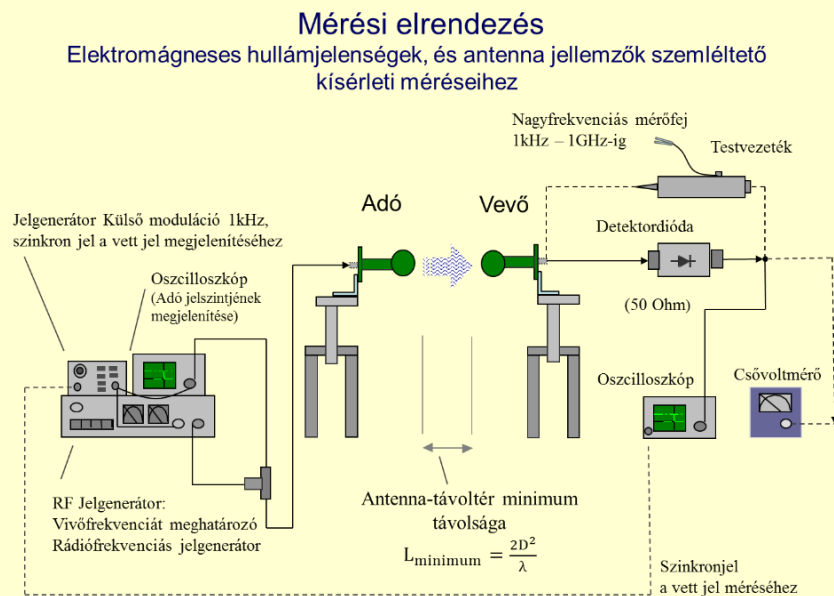 Mérési elrendezés
Elektromágneses hullámjelenségek, és antenna jellemzők szemléltető
kísérleti méréseihez
Nagyfrekvenciás mérőfej
1kHz – 1GHz-ig
Testvezeték
Adó
Vevő
Jelgenerátor Külső moduláció 1kHz,
szinkron jel a vett jel megjelenítéséhez
Detektordióda
Oszcilloszkóp
(Adó jelszintjének
megjelenítése)
(50 Ohm)
Oszcilloszkóp
Csővoltmérő
RF Jelgenerátor:
Vivőfrekvenciát meghatározó
Rádiófrekvenciás jelgenerátor
Antenna-távoltér minimum
távolsága
L_minimum = 2D²/λ
Szinkronjel
a vett jel méréséhez